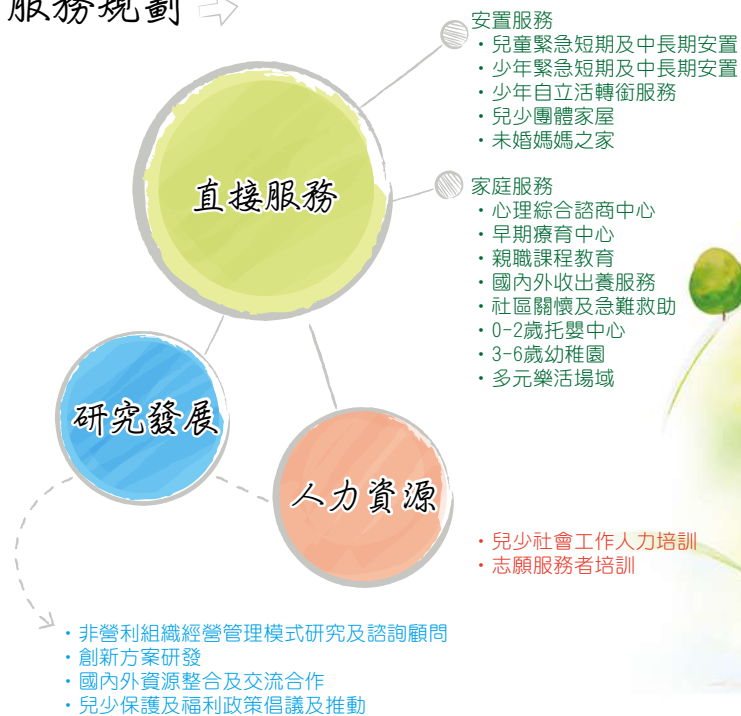 服務規劃
安置服務
・兒童緊急短期及中長期安置
・少年緊急短期及中長期安置
・少年自立活轉銜服務
・兒少團體家屋
・未婚媽媽之家
直接服務
家庭服務
・心理綜合諮商中心
・早期療育中心
・親職課程教育
・國內外收出養服務
・社區關懷及急難救助
・0-2歲托嬰中心
・3-6歲幼稚園
・多元樂活場域
研究發展
人力資源
・兒少社會工作人力培訓
・志願服務者培訓
・非營利組織經營管理模式研究及諮詢顧問
・創新方案研發
・國內外資源整合及交流合作
・兒少保護及福利政策倡議及推動